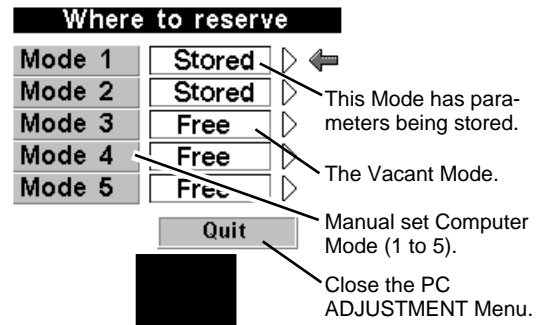 Where to reserve
Mode 1 Stored
Mode 2 Stored
Mode 3 Free
Mode 4 Free
Mode 5 Free
Quit
This Mode has para-
meters being stored.
The Vacant Mode.
Manual set Computer
Mode (1 to 5).
Close the PC
ADJUSTMENT Menu.